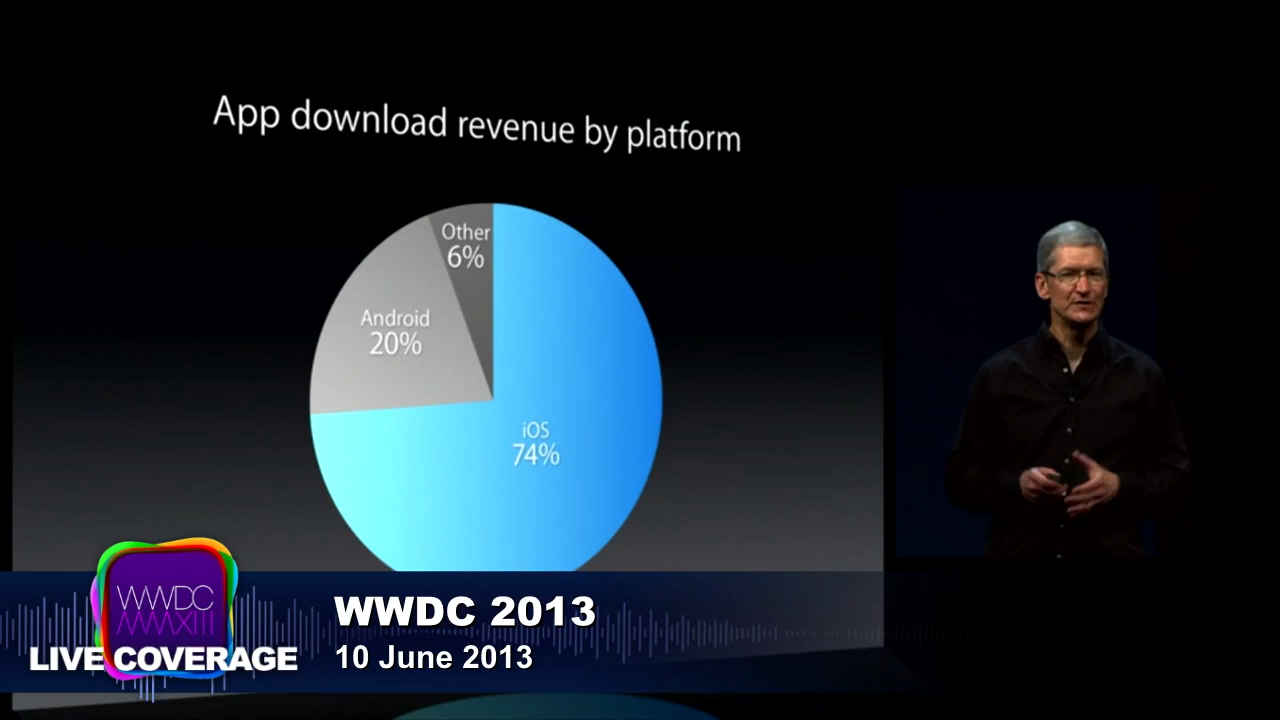 App download revenue by platform
Other
6%
Android
20%
iOS
74%
WWDC
MMXIII
LIVE COVERAGE
WWDC 2013
10 June 2013